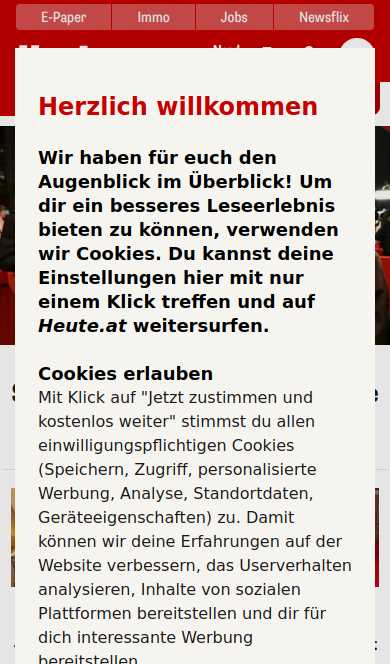 E-Paper
Immo
Jobs
Newsflix
Herzlich willkommen
Wir haben für euch den
Augenblick im Überblick! Um
dir ein besseres Leseerlebnis
bieten zu können, verwenden
wir Cookies. Du kannst deine
Einstellungen hier mit nur
einem Klick treffen und auf
Heute.at weitersurfen.
Cookies erlauben
Mit Klick auf "Jetzt zustimmen und
kostenlos weiter" stimmst du allen
einwilligungspflichtigen Cookies
(Speichern, Zugriff, personalisierte
Werbung, Analyse, Standortdaten,
Geräteeigenschaften) zu. Damit
können wir deine Erfahrungen auf der
Website verbessern, das Userverhalten
analysieren, Inhalte von sozialen
Plattformen bereitstellen und dir für
dich interessante Werbung
bereitstellen.